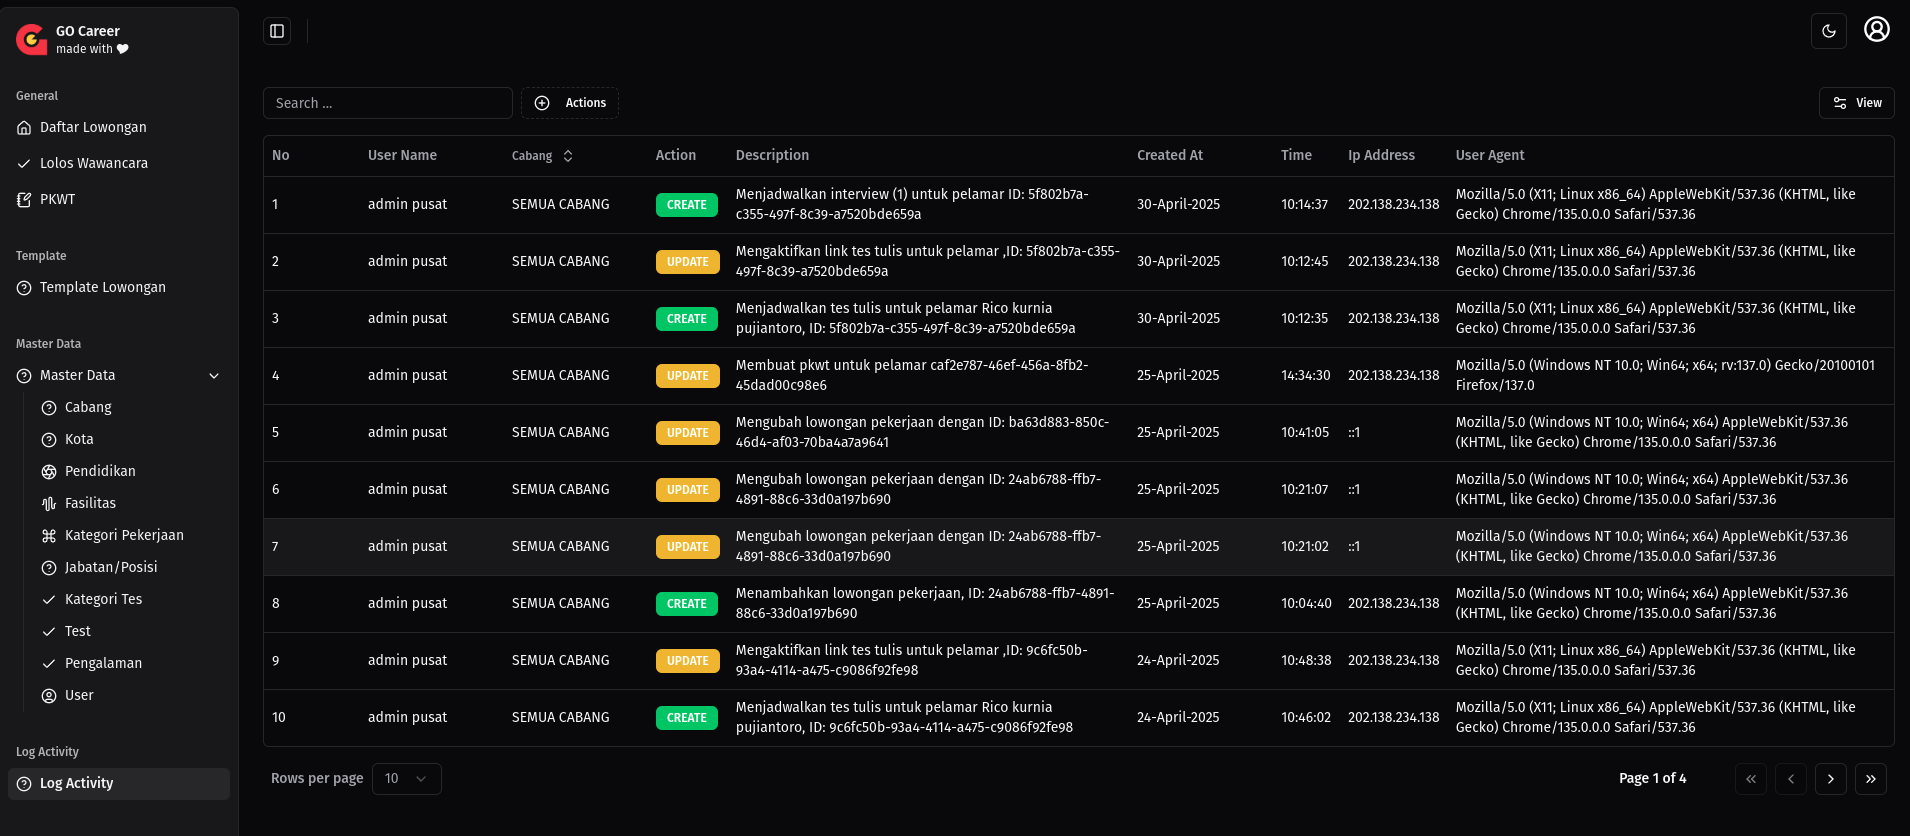 GO Career
made with
General
Daftar Lowongan
Lolos Wawancara
PKWT
Template
Template Lowongan
Master Data
Master Data
Cabang
Kota
Pendidikan
Fasilitas
Kategori Pekerjaan
Jabatan/Posisi
Kategori Tes
Test
Pengalaman
User
Log Activity
Log Activity
Search ...
Actions
View
No User Name Cabang Action Description Created At Time Ip Address User Agent
1 admin pusat SEMUA CABANG CREATE Menjadwalkan interview (1) untuk pelamar ID: 5f802b7a-
c355-497f-8c39-a7520bde659a 30-April-2025 10:14:37 202.138.234.138 Mozilla/5.0 (X11; Linux x86_64) AppleWebKit/537.36 (KHTML, like
Gecko) Chrome/135.0.0.0 Safari/537.36
2 admin pusat SEMUA CABANG UPDATE Mengaktifkan link tes tulis untuk pelamar ,ID: 5f802b7a-c355-
497f-8c39-a7520bde659a 30-April-2025 10:12:45 202.138.234.138 Mozilla/5.0 (X11; Linux x86_64) AppleWebKit/537.36 (KHTML, like
Gecko) Chrome/135.0.0.0 Safari/537.36
3 admin pusat SEMUA CABANG CREATE Menjadwalkan tes tulis untuk pelamar Rico kurnia
pujiantoro, ID: 5f802b7a-c355-497f-8c39-a7520bde659a 30-April-2025 10:12:35 202.138.234.138 Mozilla/5.0 (X11; Linux x86_64) AppleWebKit/537.36 (KHTML, like
Gecko) Chrome/135.0.0.0 Safari/537.36
4 admin pusat SEMUA CABANG UPDATE Membuat pkwt untuk pelamar caf2e787-46ef-456a-8fb2-
45dad00c98e6 25-April-2025 14:34:30 202.138.234.138 Mozilla/5.0 (Windows NT 10.0; Win64; x64; rv:137.0) Gecko/20100101
Firefox/137.0
5 admin pusat SEMUA CABANG UPDATE Mengubah lowongan pekerjaan dengan ID: ba63d883-850c-
46d4-af03-70ba4a7a9641 25-April-2025 10:41:05 ::1 Mozilla/5.0 (Windows NT 10.0; Win64; x64) AppleWebKit/537.36
(KHTML, like Gecko) Chrome/135.0.0.0 Safari/537.36
6 admin pusat SEMUA CABANG UPDATE Mengubah lowongan pekerjaan dengan ID: 24ab6788-ffb7-
4891-88c6-33d0a197b690 25-April-2025 10:21:07 ::1 Mozilla/5.0 (Windows NT 10.0; Win64; x64) AppleWebKit/537.36
(KHTML, like Gecko) Chrome/135.0.0.0 Safari/537.36
7 admin pusat SEMUA CABANG UPDATE Mengubah lowongan pekerjaan dengan ID: 24ab6788-ffb7-
4891-88c6-33d0a197b690 25-April-2025 10:21:02 ::1 Mozilla/5.0 (Windows NT 10.0; Win64; x64) AppleWebKit/537.36
(KHTML, like Gecko) Chrome/135.0.0.0 Safari/537.36
8 admin pusat SEMUA CABANG CREATE Menambahkan lowongan pekerjaan, ID: 24ab6788-ffb7-4891-
88c6-33d0a197b690 25-April-2025 10:04:40 202.138.234.138 Mozilla/5.0 (Windows NT 10.0; Win64; x64) AppleWebKit/537.36
(KHTML, like Gecko) Chrome/135.0.0.0 Safari/537.36
9 admin pusat SEMUA CABANG UPDATE Mengaktifkan link tes tulis untuk pelamar ,ID: 9c6fc50b-
93a4-4114-a475-c9086f92fe98 24-April-2025 10:48:38 202.138.234.138 Mozilla/5.0 (X11; Linux x86_64) AppleWebKit/537.36 (KHTML, like
Gecko) Chrome/135.0.0.0 Safari/537.36
10 admin pusat SEMUA CABANG CREATE Menjadwalkan tes tulis untuk pelamar Rico kurnia
pujiantoro, ID: 9c6fc50b-93a4-4114-a475-c9086f92fe98 24-April-2025 10:46:02 202.138.234.138 Mozilla/5.0 (X11; Linux x86_64) AppleWebKit/537.36 (KHTML, like
Gecko) Chrome/135.0.0.0 Safari/537.36
Rows per page 10
Page 1 of 4